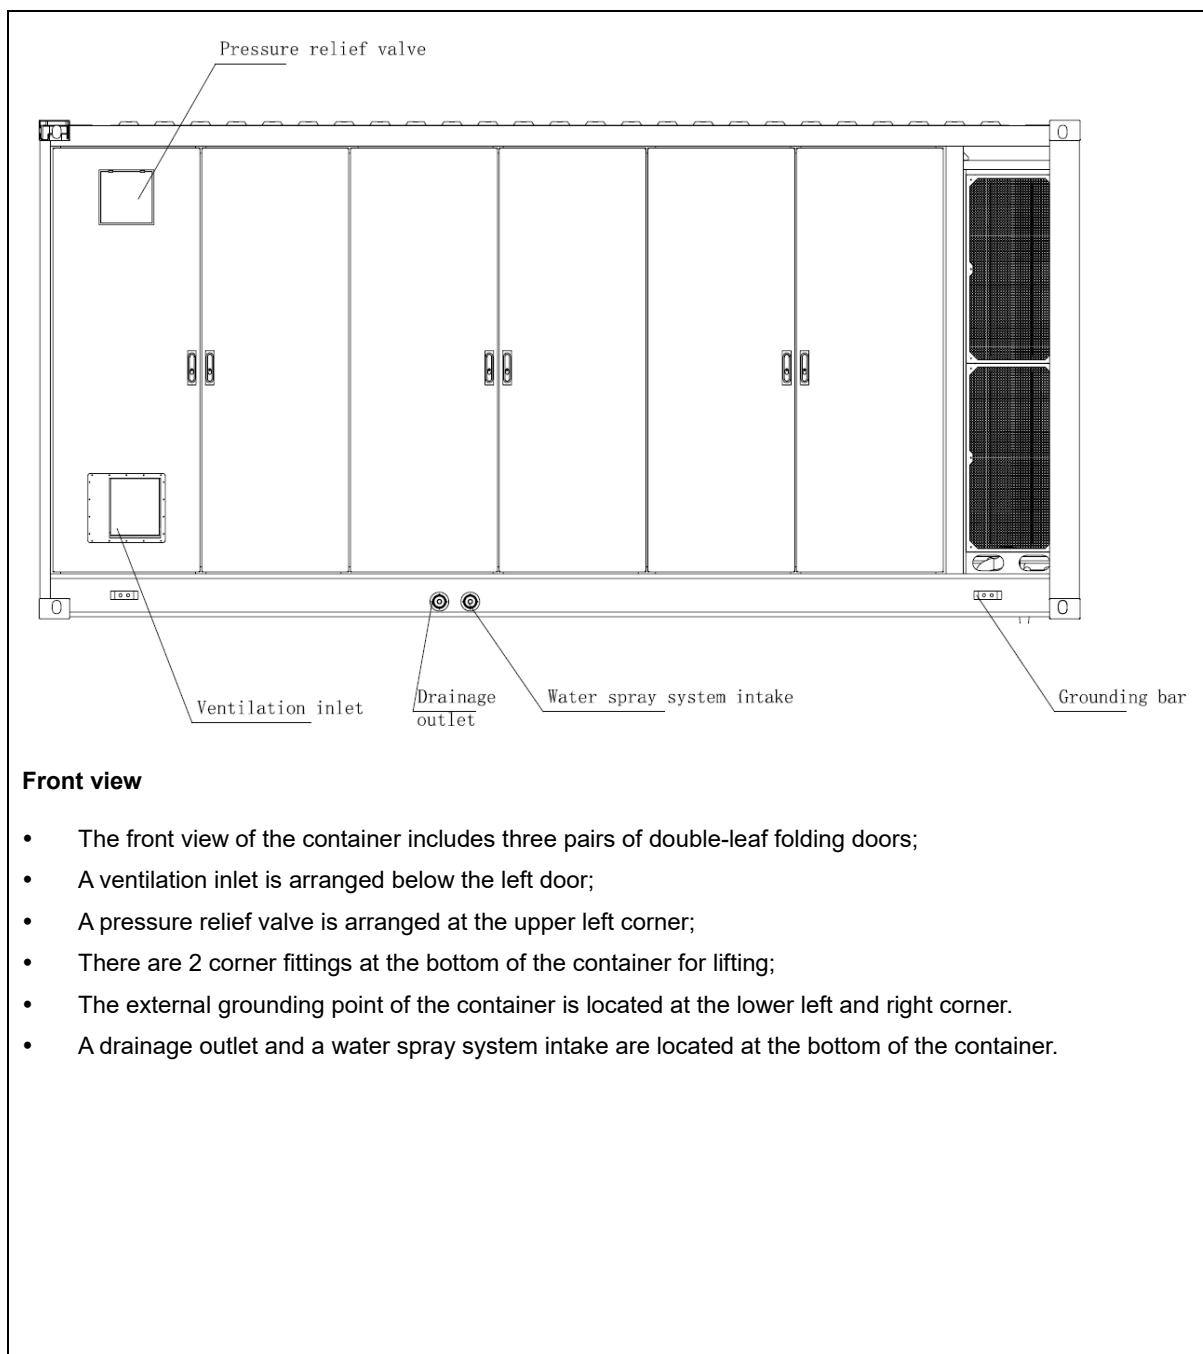 Pressure relief valve
Ventilation inlet
Drainage
outlet
Water spray system intake
Grounding bar
Front view
• The front view of the container includes three pairs of double-leaf folding doors;
• A ventilation inlet is arranged below the left door;
• A pressure relief valve is arranged at the upper left corner;
• There are 2 corner fittings at the bottom of the container for lifting;
• The external grounding point of the container is located at the lower left and right corner.
• A drainage outlet and a water spray system intake are located at the bottom of the container.